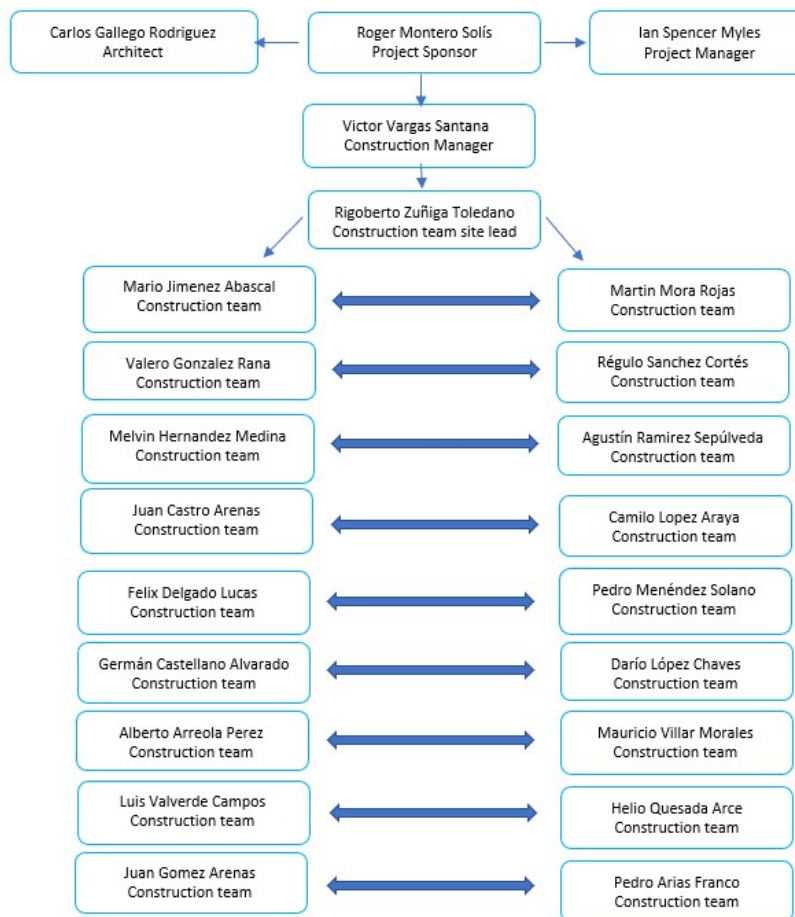 Carlos Gallego Rodriguez
Architect
Roger Montero Solís
Project Sponsor
Ian Spencer Myles
Project Manager
Victor Vargas Santana
Construction Manager
Rigoberto Zuñiga Toledano
Construction team site lead
Mario Jimenez Abascal
Construction team
Martin Mora Rojas
Construction team
Valero Gonzalez Rana
Construction team
Régulo Sanchez Cortés
Construction team
Melvin Hernandez Medina
Construction team
Agustín Ramirez Sepúlveda
Construction team
Juan Castro Arenas
Construction team
Camilo Lopez Araya
Construction team
Felix Delgado Lucas
Construction team
Pedro Menéndez Solano
Construction team
Germán Castellano Alvarado
Construction team
Darío López Chaves
Construction team
Alberto Arreola Perez
Construction team
Mauricio Villar Morales
Construction team
Luis Valverde Campos
Construction team
Helio Quesada Arce
Construction team
Juan Gomez Arenas
Construction team
Pedro Arias Franco
Construction team